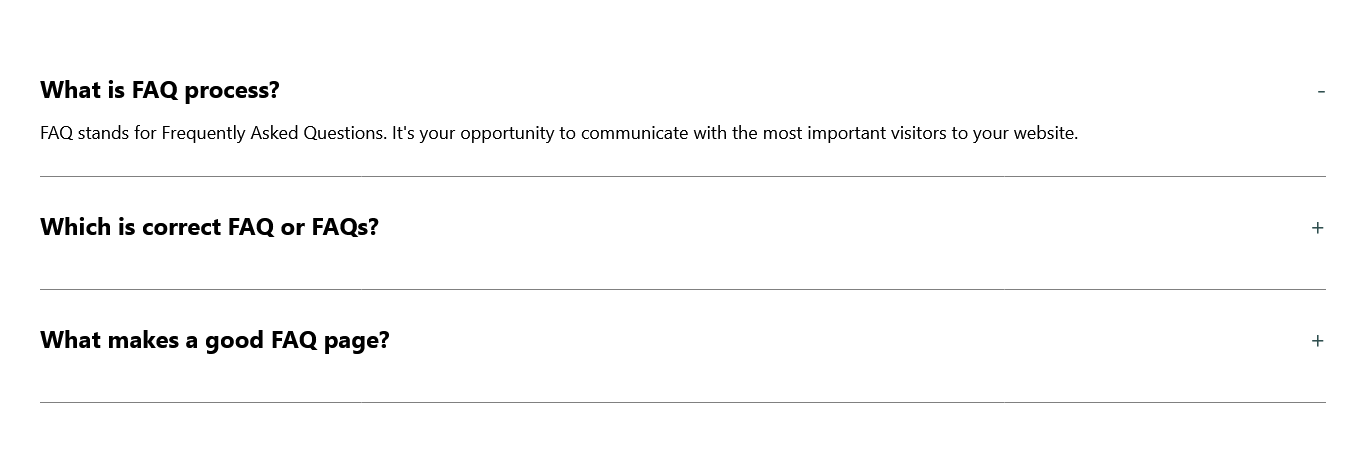 What is FAQ process? -
FAQ stands for Frequently Asked Questions. It's your opportunity to communicate with the most important visitors to your website.
Which is correct FAQ or FAQs? +
What makes a good FAQ page? +